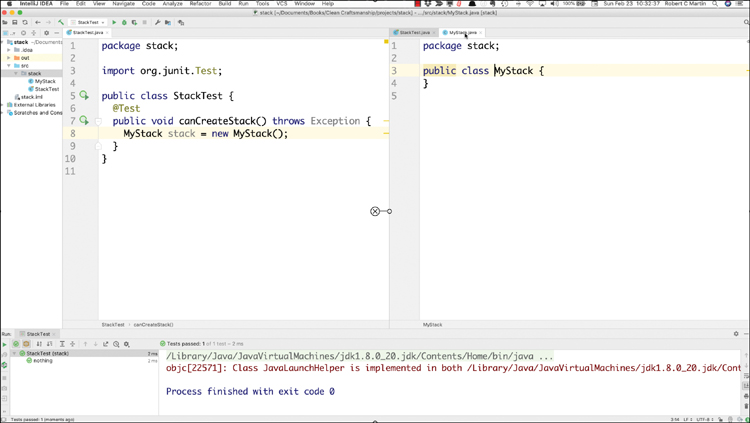 IntelliJ IDEA File Edit View Navigate Code Analyze Refactor Build Run Tools VCS Window Help
Sun Feb 23 10:32:37 Robert C Martin
stack [~/Documents/Books/Clean Craftsmanship/projects/stack] - .../src/stack/MyStack.java [stack]
StackTest
StackTest.java
StackTest.java
MyStack.java
stack ~/Documents/Boo
.idea
out
src
stack
MyStack
StackTest
stack.iml
External Libraries
Scratches and Conso
1 package stack;
2
3 import org.junit.Test;
4
5 public class StackTest {
6 @Test
7 public void canCreateStack() throws Exception {
8 MyStack stack = new MyStack();
9 }
10 }
11
1 package stack;
2
3 public class MyStack {
4 }
5
StackTest canCreateStack()
MyStack
Run: StackTest
Tests passed: 1 of 1 test – 2 ms
StackTest (stack) 2 ms
nothing 2 ms
/Library/Java/JavaVirtualMachines/jdk1.8.0_20.jdk/Contents/Home/bin/java ...
objc[22571]: Class JavaLaunchHelper is implemented in both /Library/Java/JavaVirtualMachines/jdk1.8.0_20.jdk/Cont
Process finished with exit code 0
Tests passed: 1 (moments ago)
3:14 LF UTF-8